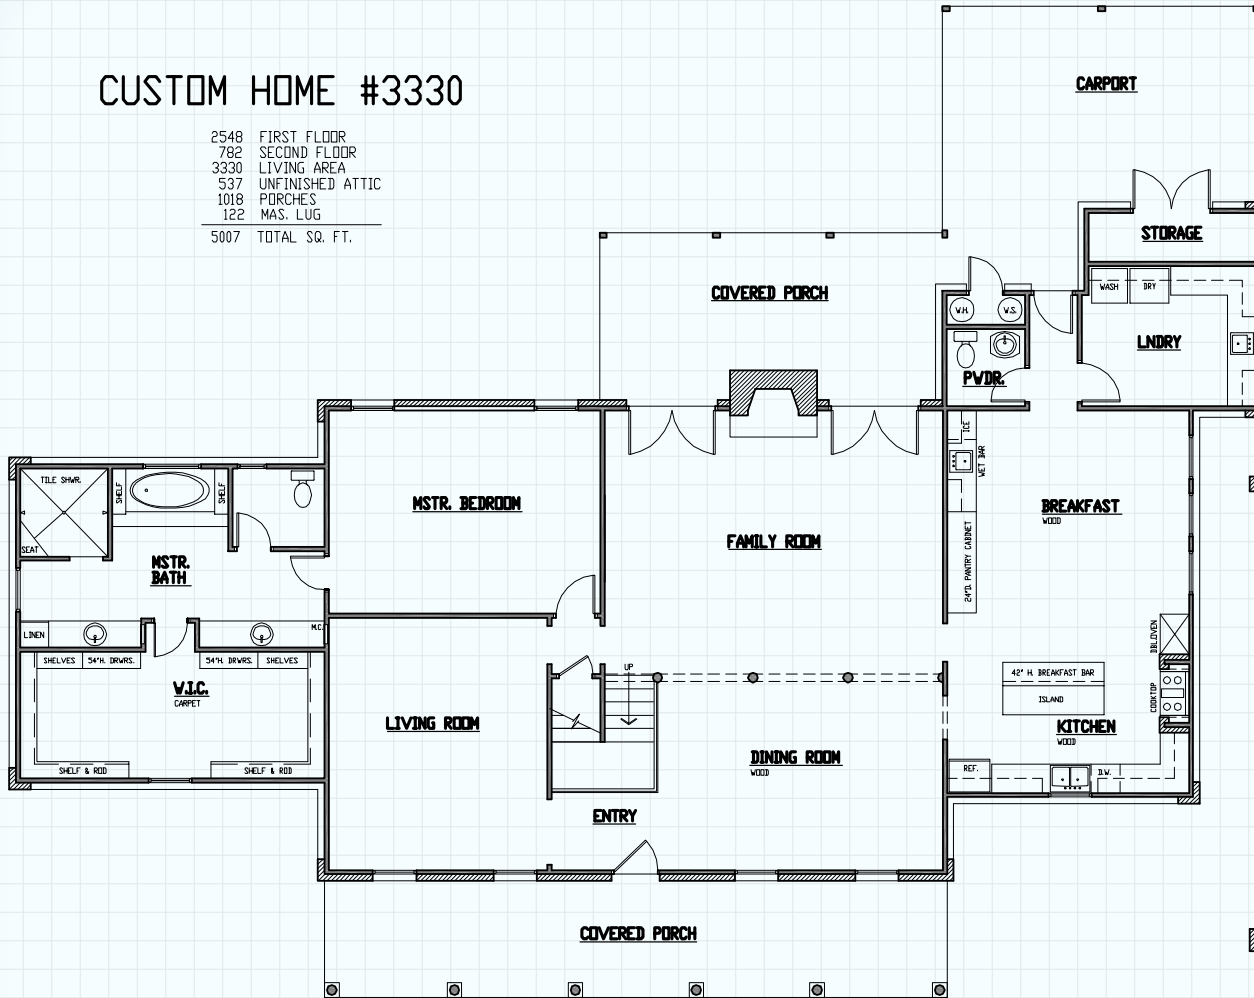 CUSTOM HOME #3330
2548 FIRST FLOOR
782 SECOND FLOOR
3330 LIVING AREA
537 UNFINISHED ATTIC
1018 PORCHES
122 MAS. LUG
5007 TOTAL SQ. FT.
CARPORT
STORAGE
COVERED PORCH
WASH
DRY
W.H.
W.S.
LNDRY
PWDR.
ICE
WET BAR
TILE SHWR.
SHELF
SHELF
SEAT
MSTR. BEDROOM
BREAKFAST
WOOD
FAMILY ROOM
MSTR.
BATH
24"D. PANTRY CABINET
LINEN
M.C.
DBLOVEN
SHELVES
54"H. DRWRS.
54"H. DRWRS.
SHELVES
UP
42" H. BREAKFAST BAR
ISLAND
COOKTOP
W.I.C.
CARPET
LIVING ROOM
KITCHEN
WOOD
DINING ROOM
WOOD
SHELF & ROD
SHELF & ROD
REF.
D.W.
ENTRY
COVERED PORCH